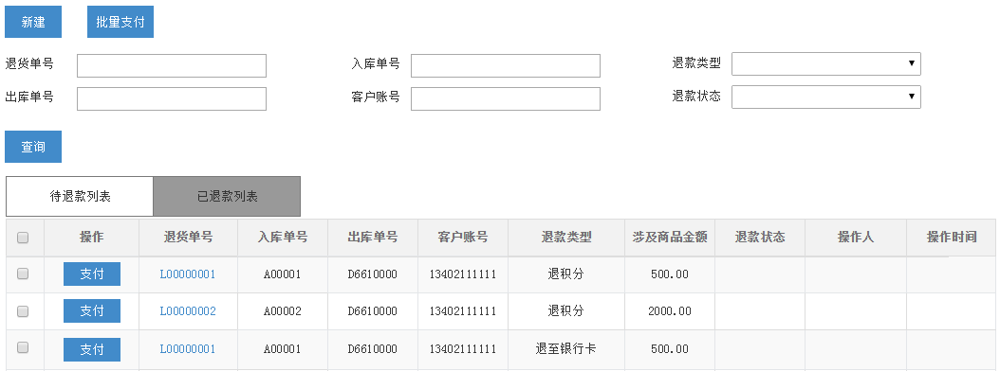 新建 批量支付
退货单号 入库单号 退款类型
出库单号 客户账号 退款状态
查询
待退款列表 已退款列表
操作 退货单号 入库单号 出库单号 客户账号 退款类型 涉及商品金额 退款状态 操作人 操作时间
支付 L00000001 A00001 D6610000 13402111111 退积分 500.00
支付 L00000002 A00002 D6610000 13402111111 退积分 2000.00
支付 L00000001 A00001 D6610000 13402111111 退至银行卡 500.00